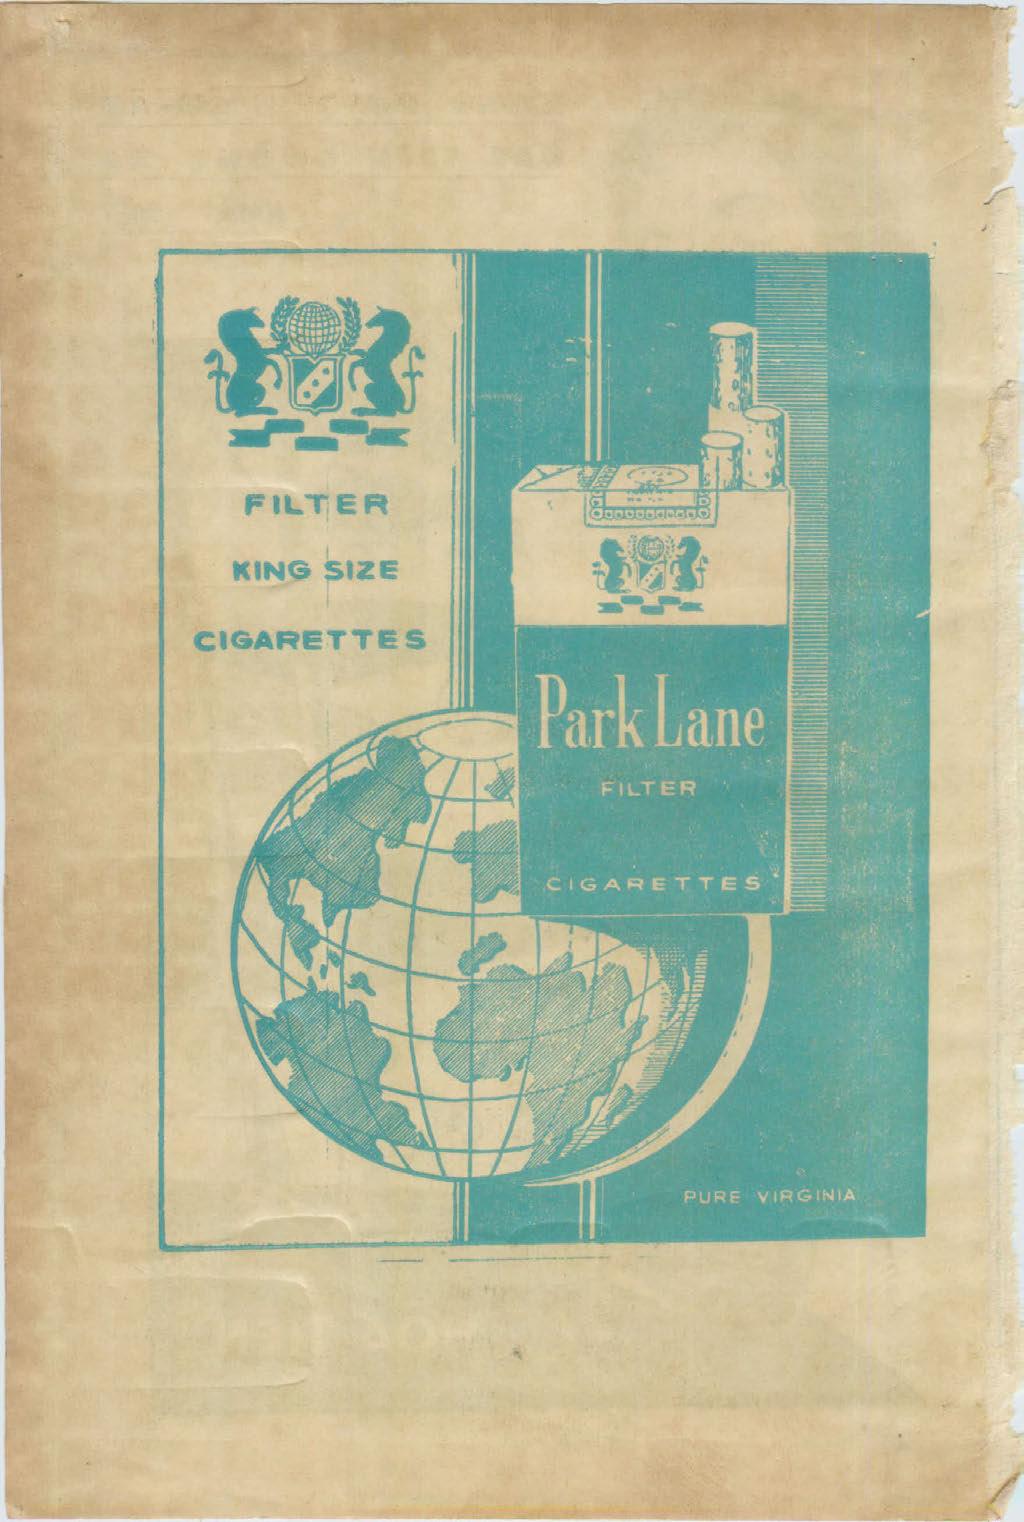 FILTER
KING SIZE
CIGARETTES
Park Lane
FILTER
CIGARETTES
PURE VIRGINIA